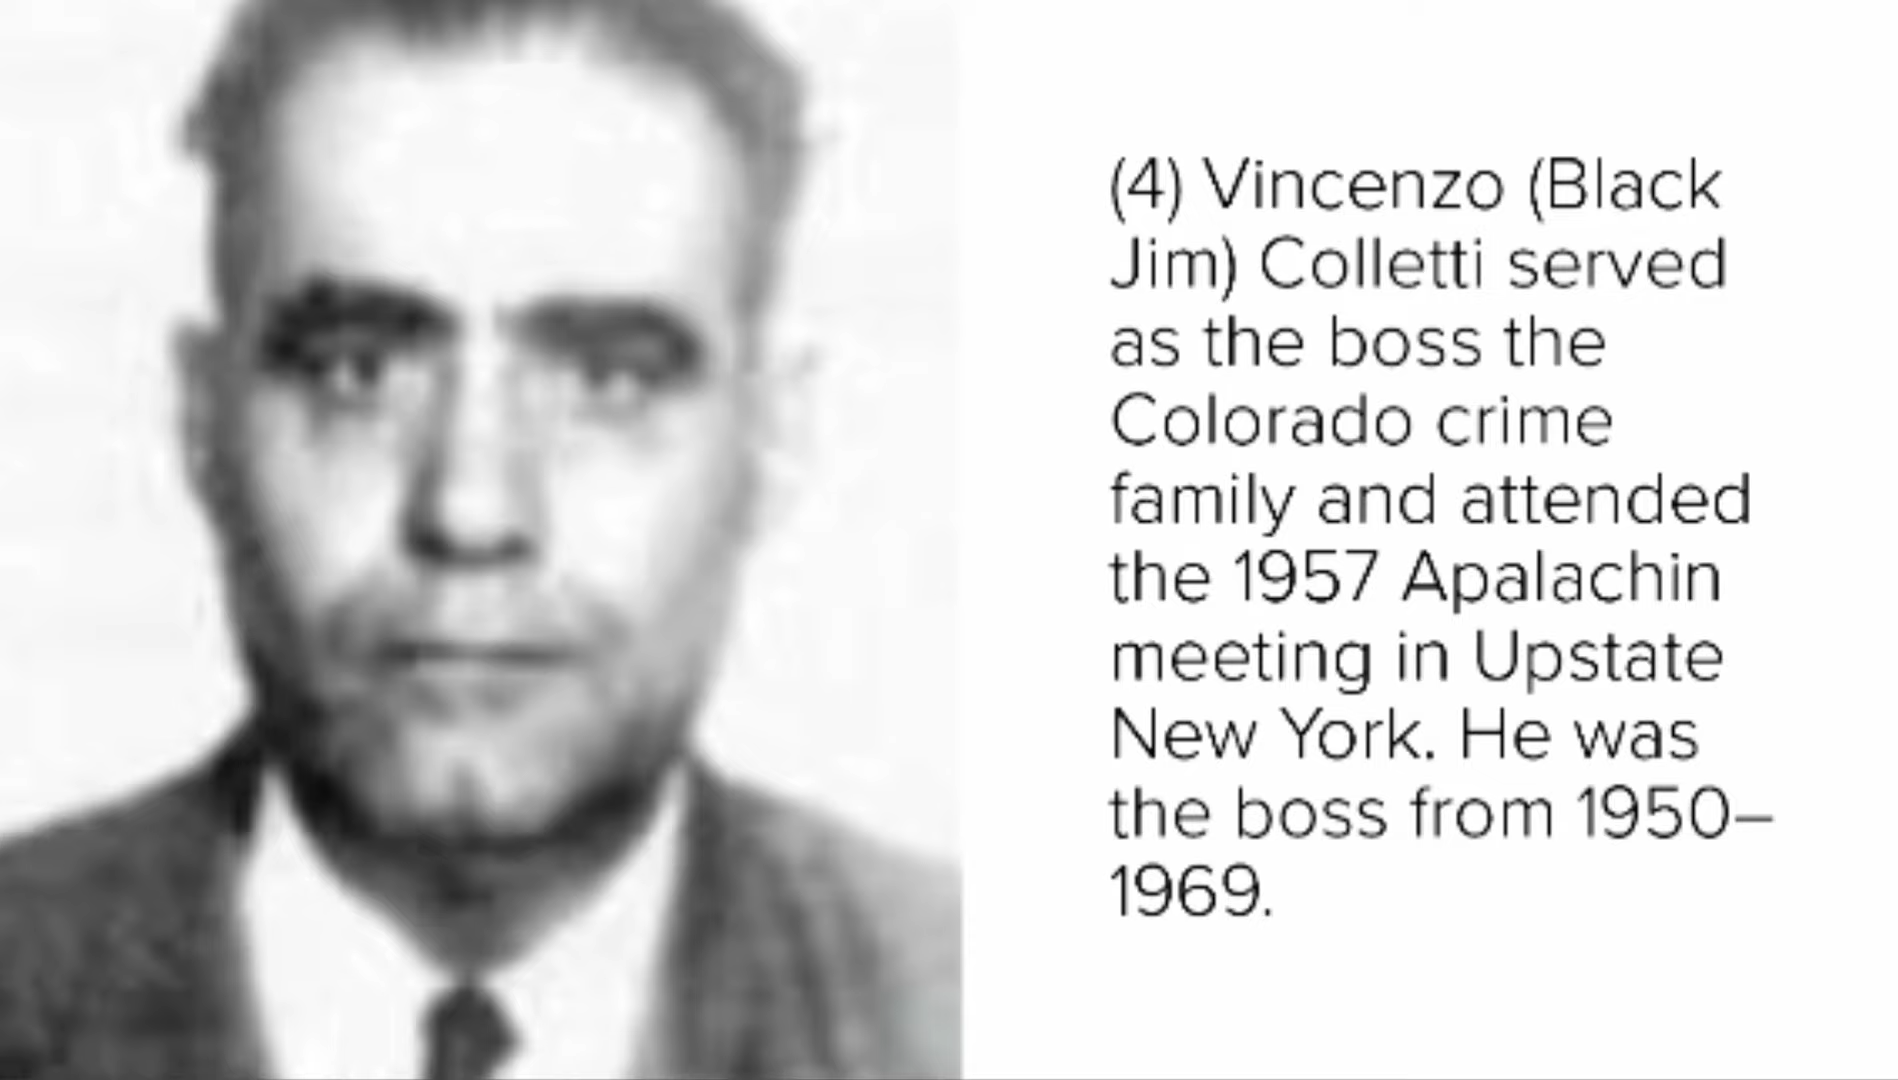 (4) Vincenzo (Black
Jim) Colletti served
as the boss the
Colorado crime
family and attended
the 1957 Apalachin
meeting in Upstate
New York. He was
the boss from 1950–
1969.